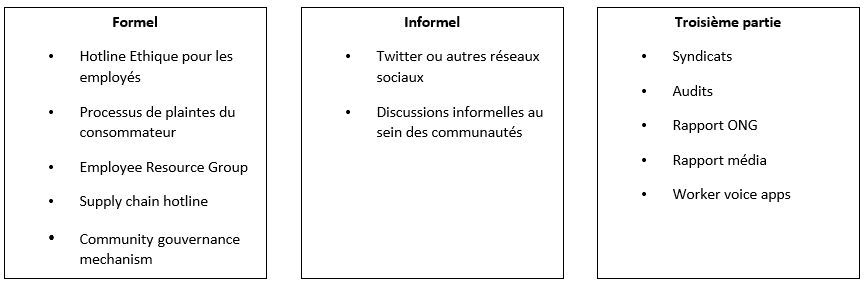 Formel
• Hotline Ethique pour les
employés
• Processus de plaintes du
consommateur
• Employee Resource Group
• Supply chain hotline
• Community gouvernance
mechanism
Informel
• Twitter ou autres réseaux
sociaux
• Discussions informelles au
sein des communautés
Troisième partie
• Syndicats
• Audits
• Rapport ONG
• Rapport média
• Worker voice apps